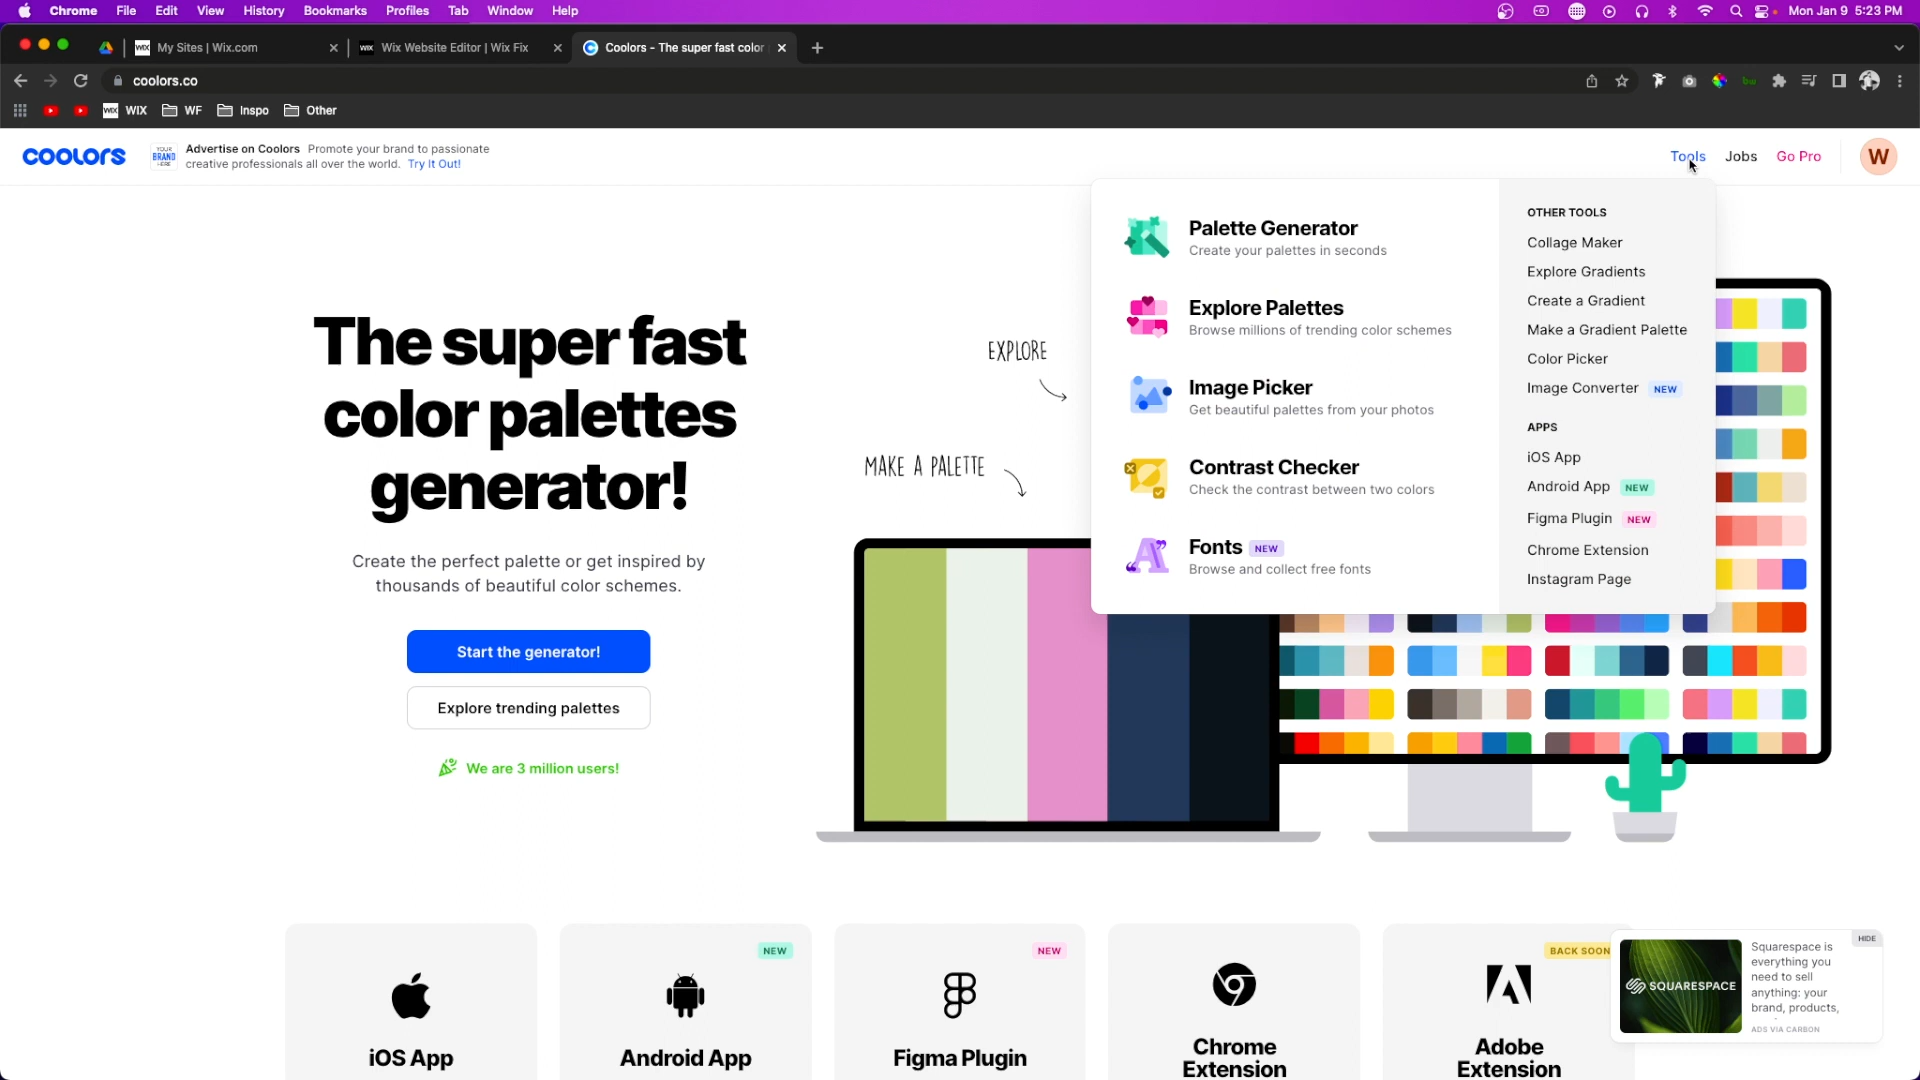 Chrome File Edit View History Bookmarks Profiles Tab Window Help Mon Jan 9 5:23 PM
WIX My Sites | Wix.com WIX Wix Website Editor | Wix Fix Coolors - The super fast color
coolors.co
WIX WIX WF Inspo Other
coolors
YOUR BRAND HERE
Advertise on Coolors Promote your brand to passionate
creative professionals all over the world. Try It Out!
Tools Jobs Go Pro W
Palette Generator
Create your palettes in seconds
Explore Palettes
Browse millions of trending color schemes
Image Picker
Get beautiful palettes from your photos
Contrast Checker
Check the contrast between two colors
Fonts NEW
Browse and collect free fonts
OTHER TOOLS
Collage Maker
Explore Gradients
Create a Gradient
Make a Gradient Palette
Color Picker
Image Converter NEW
APPS
iOS App
Android App NEW
Figma Plugin NEW
Chrome Extension
Instagram Page
The super fast
color palettes
generator!
Create the perfect palette or get inspired by
thousands of beautiful color schemes.
Start the generator!
Explore trending palettes
We are 3 million users!
EXPLORE
MAKE A PALETTE
iOS App
NEW
Android App
NEW
Figma Plugin
Chrome
Extension
BACK SOON
Adobe
Extension
HIDE
SQUARESPACE
Squarespace is
everything you
need to sell
anything: your
brand, products,
ADS VIA CARBON